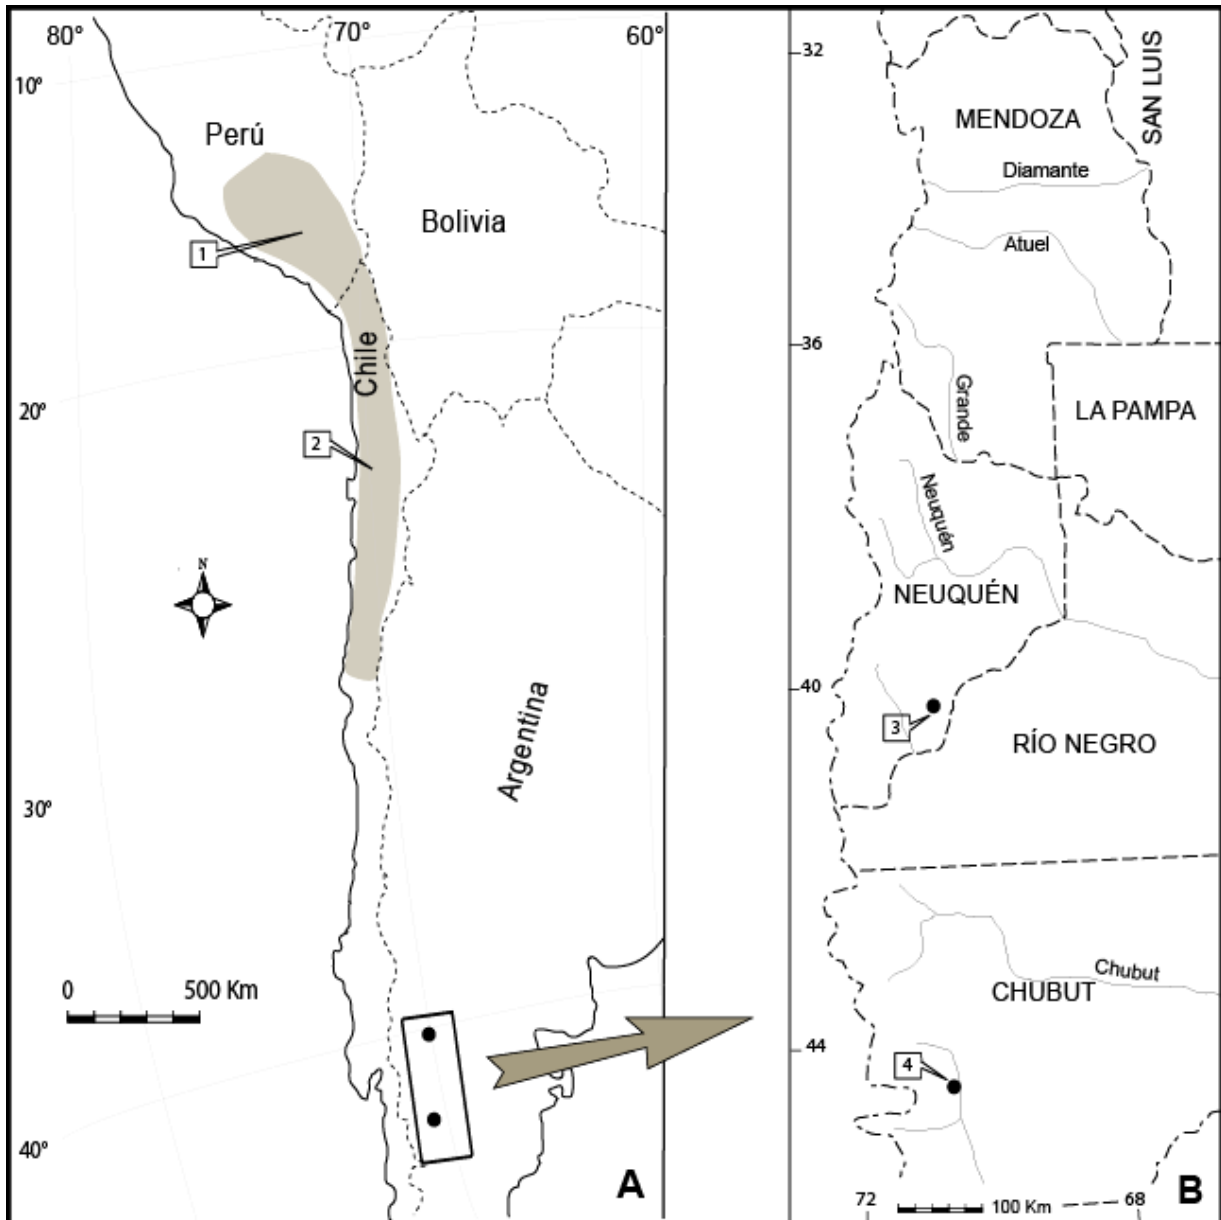 80°
70°
60°
10°
Perú
Bolivia
1
Chile
20°
2
N
Argentina
30°
0 500 Km
40°
A
32
MENDOZA
SAN LUIS
Diamante
Atuel
36
Grande
LA PAMPA
Neuquén
NEUQUÉN
40
3
RÍO NEGRO
Chubut
CHUBUT
44
4
72 100 Km 68
B